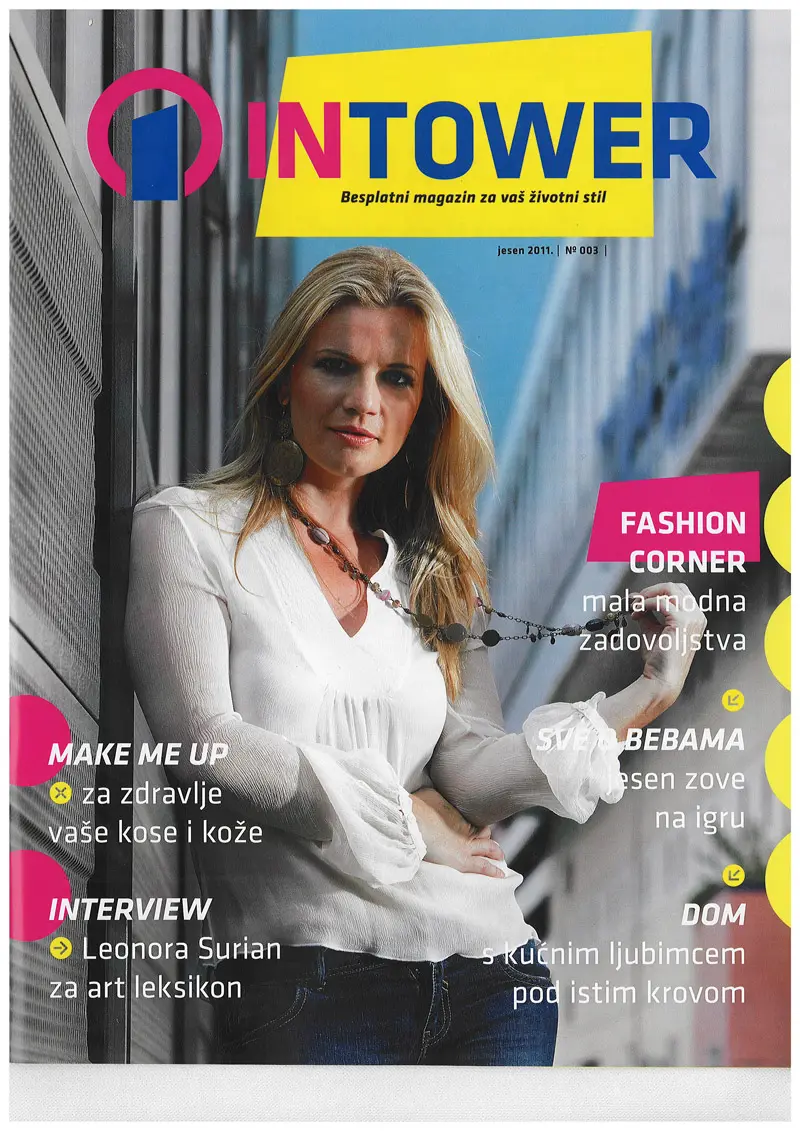 INTOWER
Besplatni magazin za vaš životni stil
jesen 2011. | № 003 |
FASHION
CORNER
mala modna
zadovoljstva
SVE O BEBAMA
jesen zove
na igru
DOM
s kućnim ljubimcem
pod istim krovom
MAKE ME UP
za zdravlje
vaše kose i kože
INTERVIEW
Leonora Surian
za art leksikon